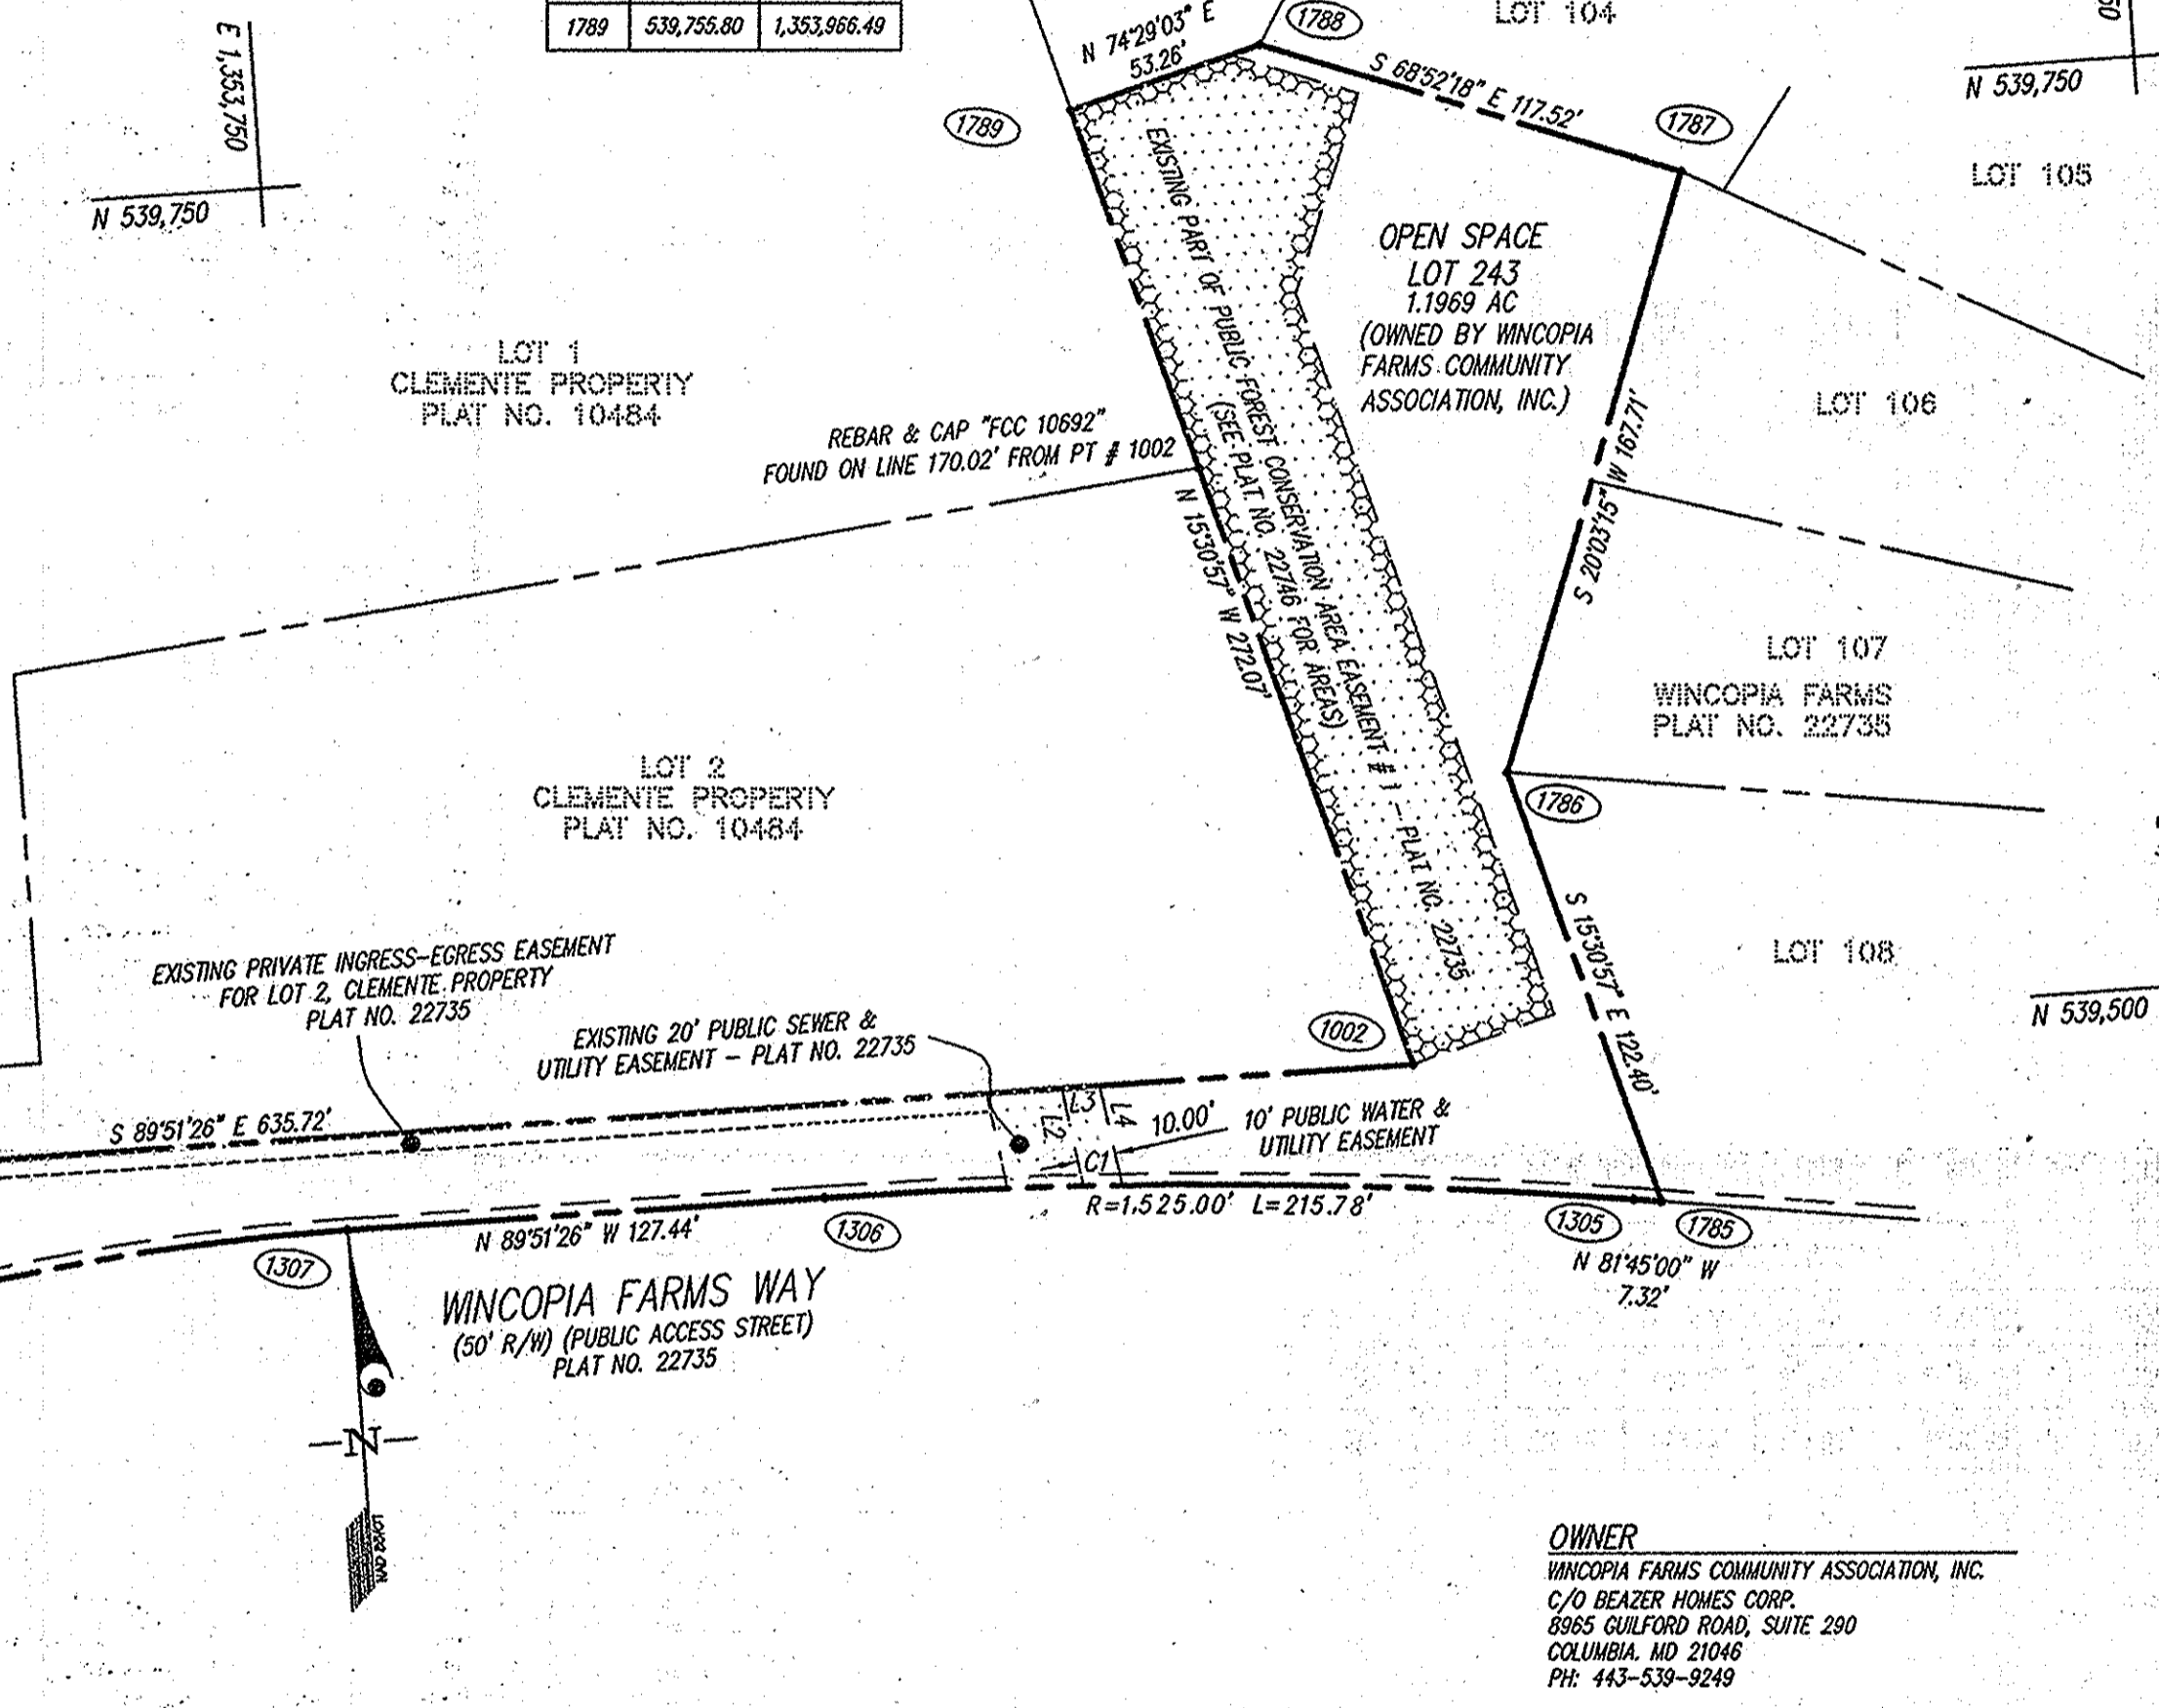 1789 539,755.80 1,353,966.49
E 1,353,750
N 539,750
N 74°29'03" E
53.26'
1788
LOT 104
50
S 68°52'18" E 117.52'
1787
N 539,750
LOT 105
1789
EXISTING PART OF PUBLIC FOREST CONSERVATION AREA EASEMENT # 1 - PLAT NO. 22735
(SEE PLAT NO. 22746 FOR AREAS)
OPEN SPACE
LOT 243
1.1969 AC
(OWNED BY WINCOPIA
FARMS COMMUNITY
ASSOCIATION, INC.)
LOT 1
CLEMENTE PROPERTY
PLAT NO. 10484
REBAR & CAP "FCC 10692"
FOUND ON LINE 170.02' FROM PT # 1002
N 15°30'57" W 272.07'
S 20°03'15" W 167.71'
LOT 106
LOT 107
WINCOPIA FARMS
PLAT NO. 22735
LOT 2
CLEMENTE PROPERTY
PLAT NO. 10484
1786
S 15°30'57" E 122.40'
LOT 108
N 539,500
EXISTING PRIVATE INGRESS-EGRESS EASEMENT
FOR LOT 2, CLEMENTE PROPERTY
PLAT NO. 22735
EXISTING 20' PUBLIC SEWER &
UTILITY EASEMENT - PLAT NO. 22735
1002
S 89°51'26" E 635.72'
L2
L3
L4
C1
10.00'
10' PUBLIC WATER &
UTILITY EASEMENT
R=1,525.00' L=215.78'
1307
N 89°51'26" W 127.44'
1306
1305
1785
N 81°45'00" W
7.32'
WINCOPIA FARMS WAY
(50' R/W) (PUBLIC ACCESS STREET)
PLAT NO. 22735
N
OWNER
WINCOPIA FARMS COMMUNITY ASSOCIATION, INC.
C/O BEAZER HOMES CORP.
8965 GUILFORD ROAD, SUITE 290
COLUMBIA. MD 21046
PH: 443-539-9249